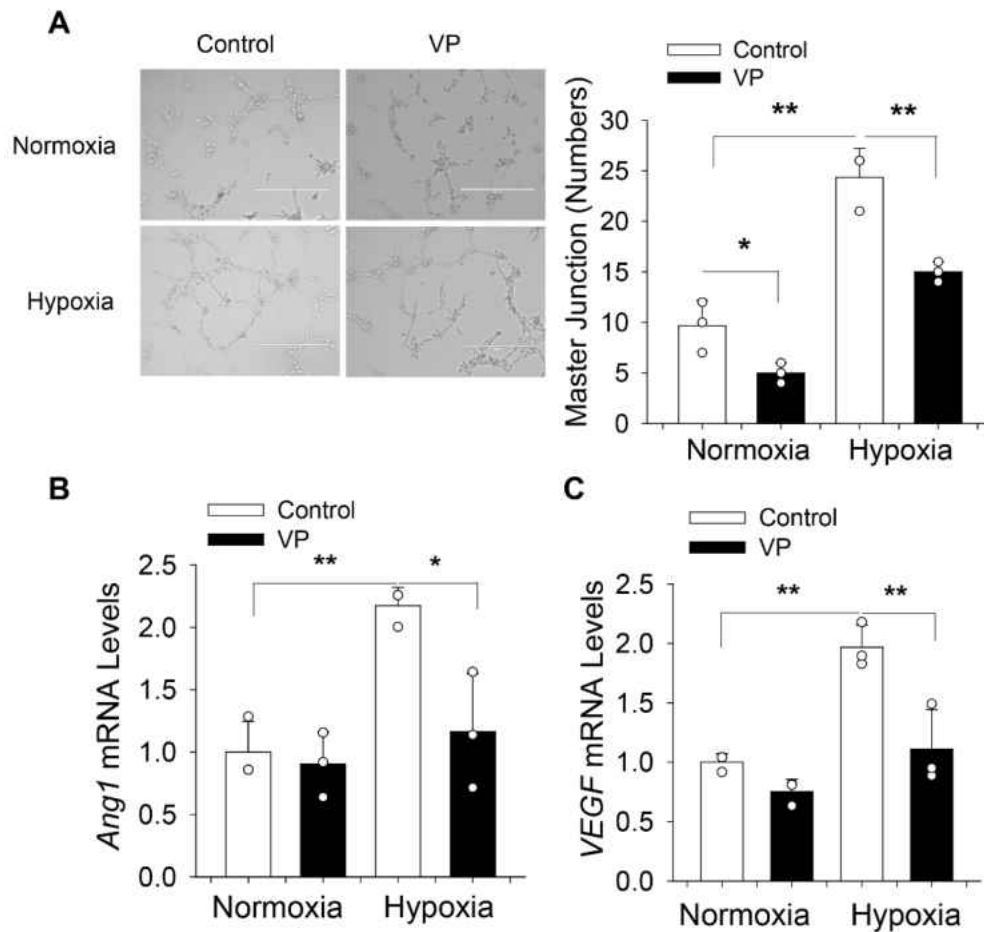 A
Control
VP
Normoxia
Hypoxia
Control
VP
**
**
*
Master Junction (Numbers)
30
25
20
15
10
5
0
Normoxia
Hypoxia
B
Control
VP
**
*
Ang1 mRNA Levels
2.5
2.0
1.5
1.0
0.5
0.0
Normoxia
Hypoxia
C
Control
VP
**
**
VEGF mRNA Levels
2.5
2.0
1.5
1.0
0.5
0.0
Normoxia
Hypoxia